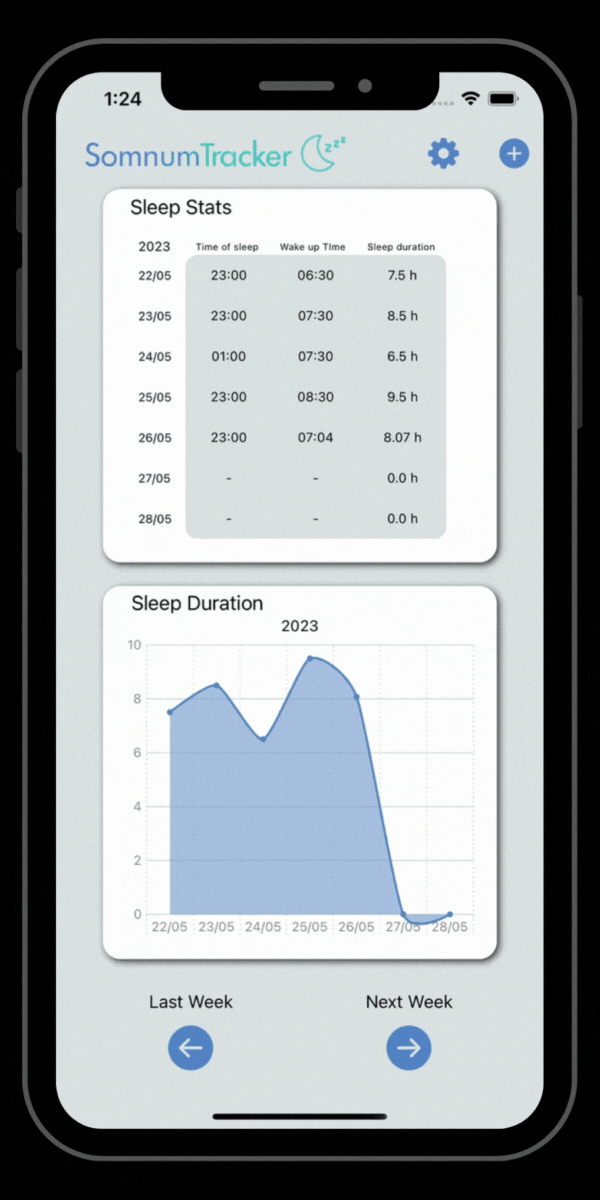 1:24
SomnumTracker zzz
Sleep Stats
2023 Time of sleep Wake up TIme Sleep duration
22/05 23:00 06:30 7.5 h
23/05 23:00 07:30 8.5 h
24/05 01:00 07:30 6.5 h
25/05 23:00 08:30 9.5 h
26/05 23:00 07:04 8.07 h
27/05 - - 0.0 h
28/05 - - 0.0 h
Sleep Duration
2023
10
8
6
4
2
0
22/05 23/05 24/05 25/05 26/05 27/05 28/05
Last Week Next Week